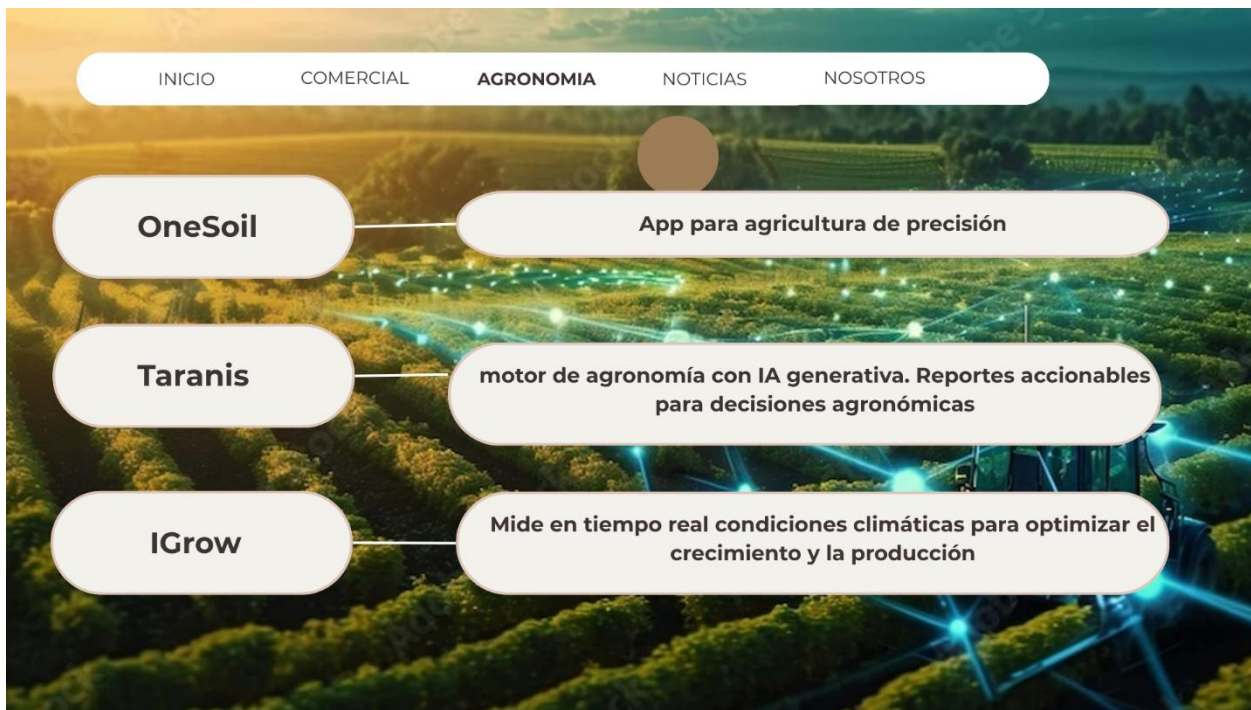 INICIO COMERCIAL AGRONOMIA NOTICIAS NOSOTROS
OneSoil
App para agricultura de precisión
Taranis
motor de agronomía con IA generativa. Reportes accionables
para decisiones agronómicas
IGrow
Mide en tiempo real condiciones climáticas para optimizar el
crecimiento y la producción